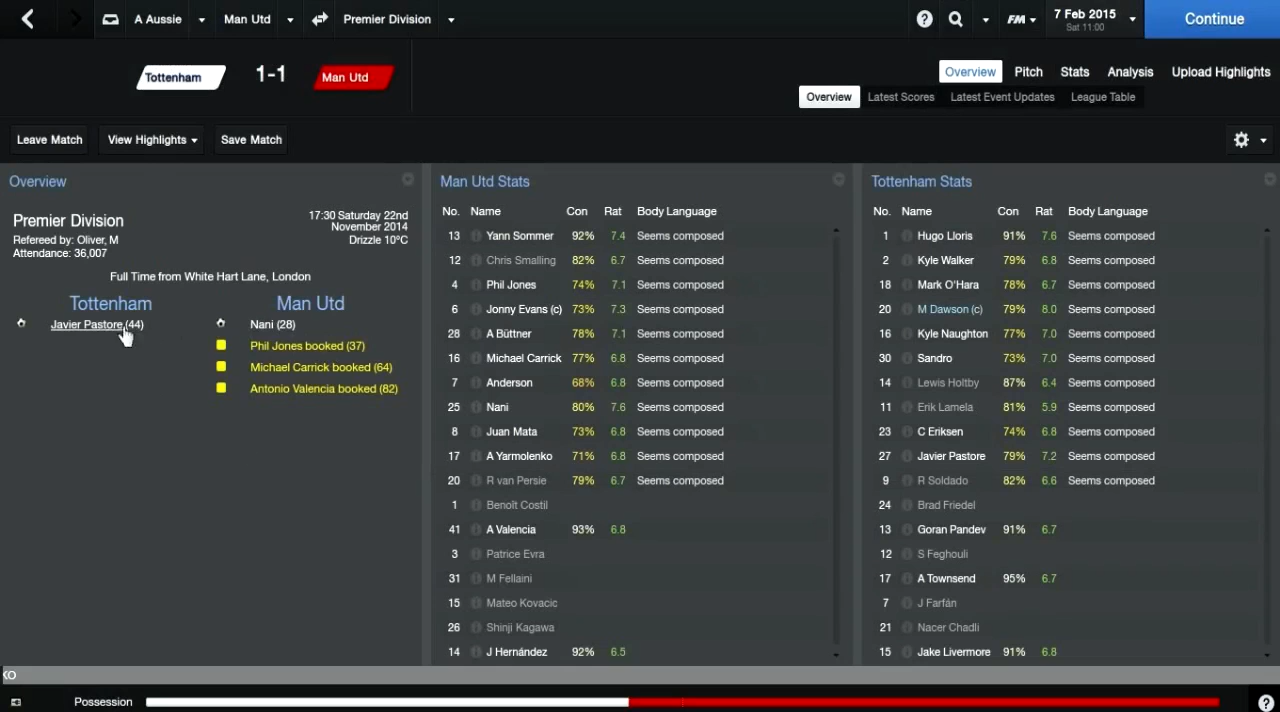 A Aussie Man Utd Premier Division FM 7 Feb 2015 Continue
Sat 11:00
Tottenham 1-1 Man Utd
Overview Pitch Stats Analysis Upload Highlights
Overview Latest Scores Latest Event Updates League Table
Leave Match View Highlights Save Match
Overview
Premier Division
Refereed by: Oliver, M
Attendance: 36,007
17:30 Saturday 22nd
November 2014
Drizzle 10°C
Full Time from White Hart Lane, London
Tottenham
Javier Pastore (44)
Man Utd
Nani (28)
Phil Jones booked (37)
Michael Carrick booked (64)
Antonio Valencia booked (82)
Man Utd Stats
No. Name Con Rat Body Language
13 Yann Sommer 92% 7.4 Seems composed
12 Chris Smalling 82% 6.7 Seems composed
4 Phil Jones 74% 7.1 Seems composed
6 Jonny Evans (c) 73% 7.3 Seems composed
28 A Büttner 78% 7.1 Seems composed
16 Michael Carrick 77% 6.8 Seems composed
7 Anderson 68% 6.8 Seems composed
25 Nani 80% 7.6 Seems composed
8 Juan Mata 73% 6.8 Seems composed
17 A Yarmolenko 71% 6.8 Seems composed
20 R van Persie 79% 6.7 Seems composed
1 Benoît Costil
41 A Valencia 93% 6.8
3 Patrice Evra
31 M Fellaini
15 Mateo Kovacic
26 Shinji Kagawa
14 J Hernández 92% 6.5
Tottenham Stats
No. Name Con Rat Body Language
1 Hugo Lloris 91% 7.6 Seems composed
2 Kyle Walker 79% 6.8 Seems composed
18 Mark O'Hara 78% 6.7 Seems composed
20 M Dawson (c) 79% 8.0 Seems composed
16 Kyle Naughton 77% 7.0 Seems composed
30 Sandro 73% 7.0 Seems composed
14 Lewis Holtby 87% 6.4 Seems composed
11 Erik Lamela 81% 5.9 Seems composed
23 C Eriksen 74% 6.8 Seems composed
27 Javier Pastore 79% 7.2 Seems composed
9 R Soldado 82% 6.6 Seems composed
24 Brad Friedel
13 Goran Pandev 91% 6.7
12 S Feghouli
17 A Townsend 95% 6.7
7 J Farfán
21 Nacer Chadli
15 Jake Livermore 91% 6.8
KO
Possession